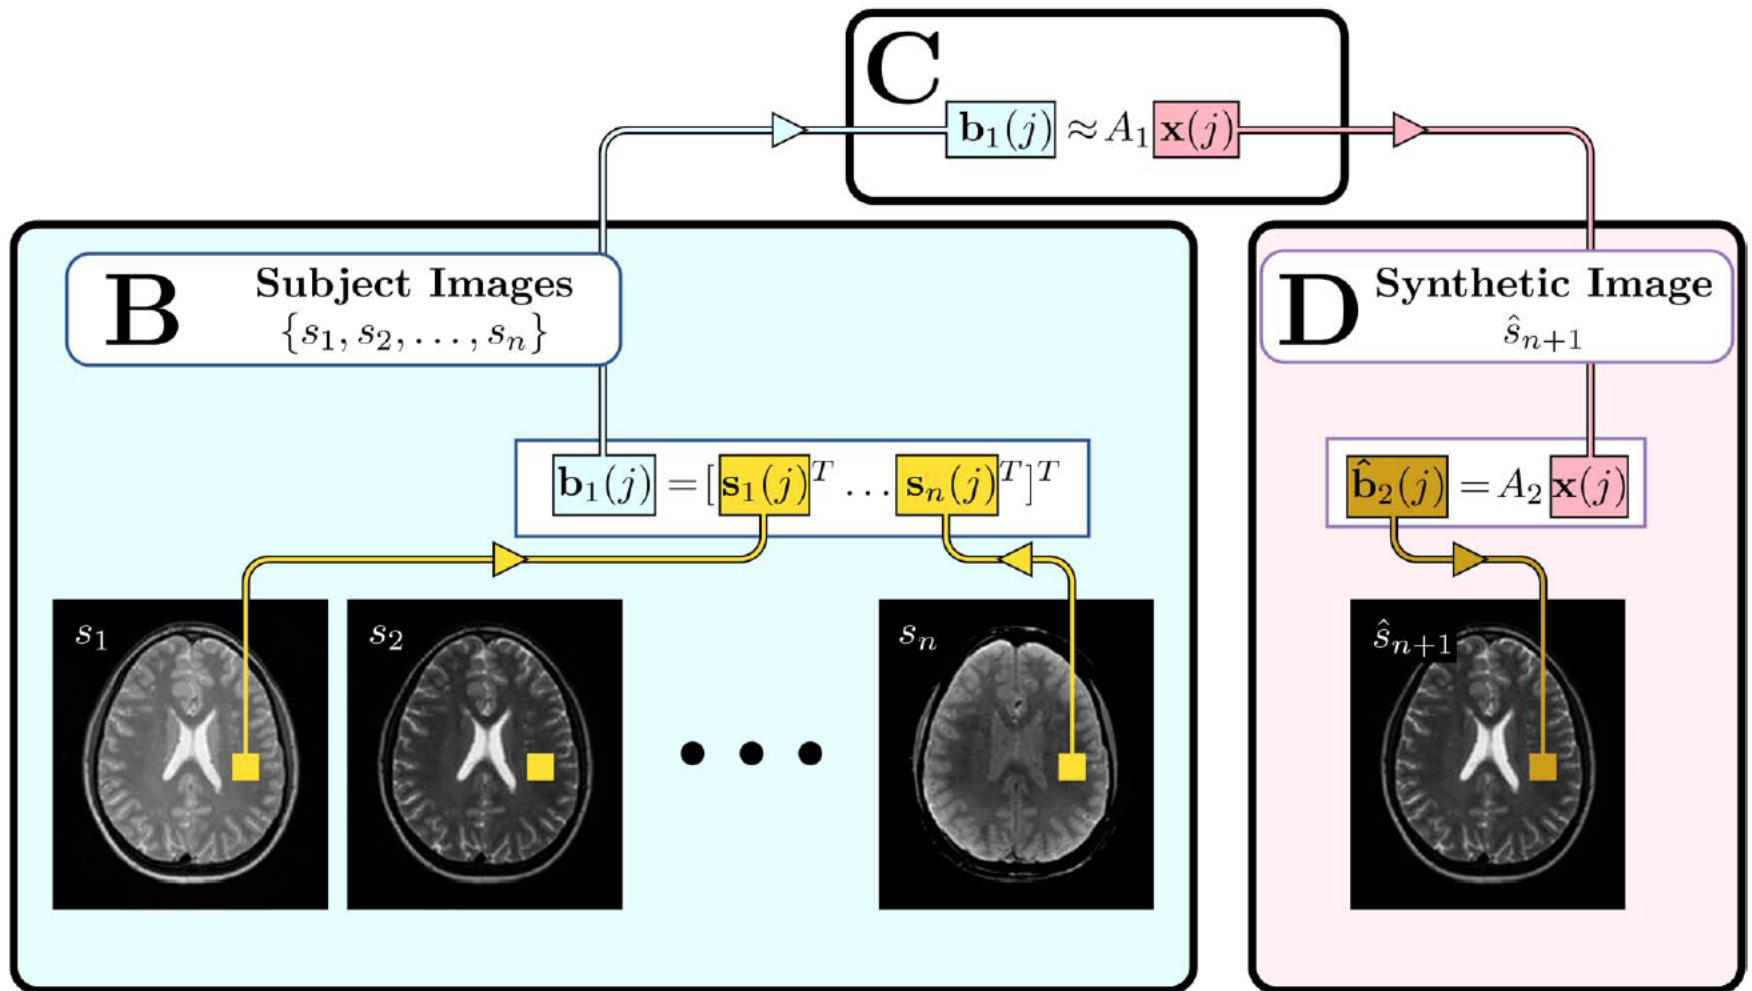 C
𝐛₁(j) ≈ A₁ 𝐱(j)
B Subject Images
{s₁, s₂, . . . , sₙ}
D Synthetic Image
ŝₙ₊₁
𝐛₁(j) = [𝐬₁(j)ᵀ . . . 𝐬ₙ(j)ᵀ]ᵀ
𝐛̂₂(j) = A₂ 𝐱(j)
s₁
s₂
sₙ
ŝₙ₊₁